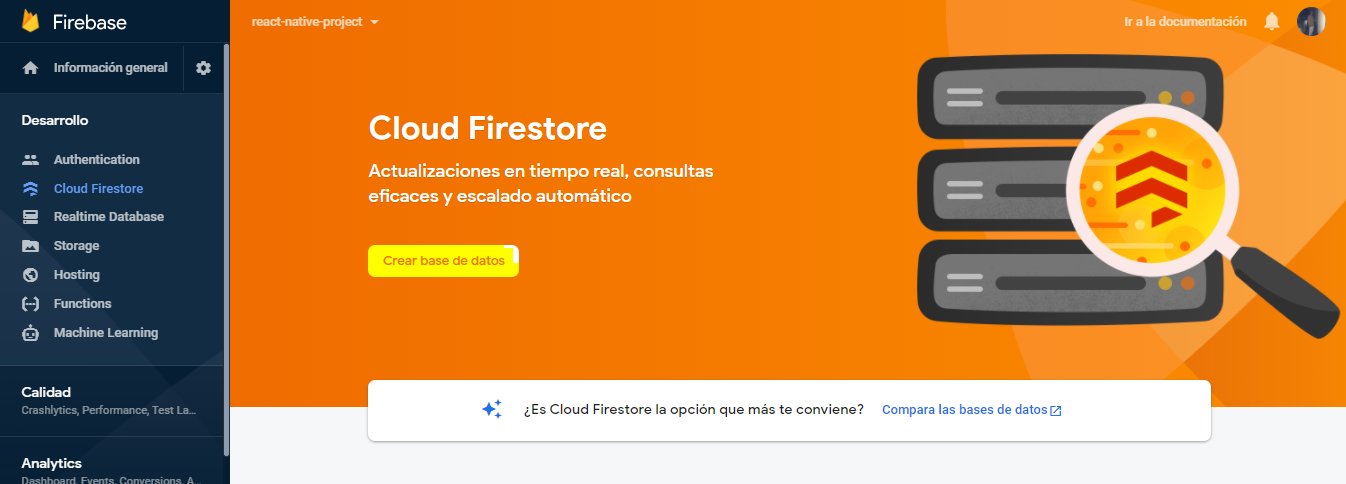 Firebase
react-native-project
Ir a la documentación
Información general
Desarrollo
Authentication
Cloud Firestore
Realtime Database
Storage
Hosting
Functions
Machine Learning
Calidad
Crashlytics, Performance, Test La...
Analytics
Dashboard, Events, Conversions, A...
Cloud Firestore
Actualizaciones en tiempo real, consultas
eficaces y escalado automático
Crear base de datos
¿Es Cloud Firestore la opción que más te conviene? Compara las bases de datos